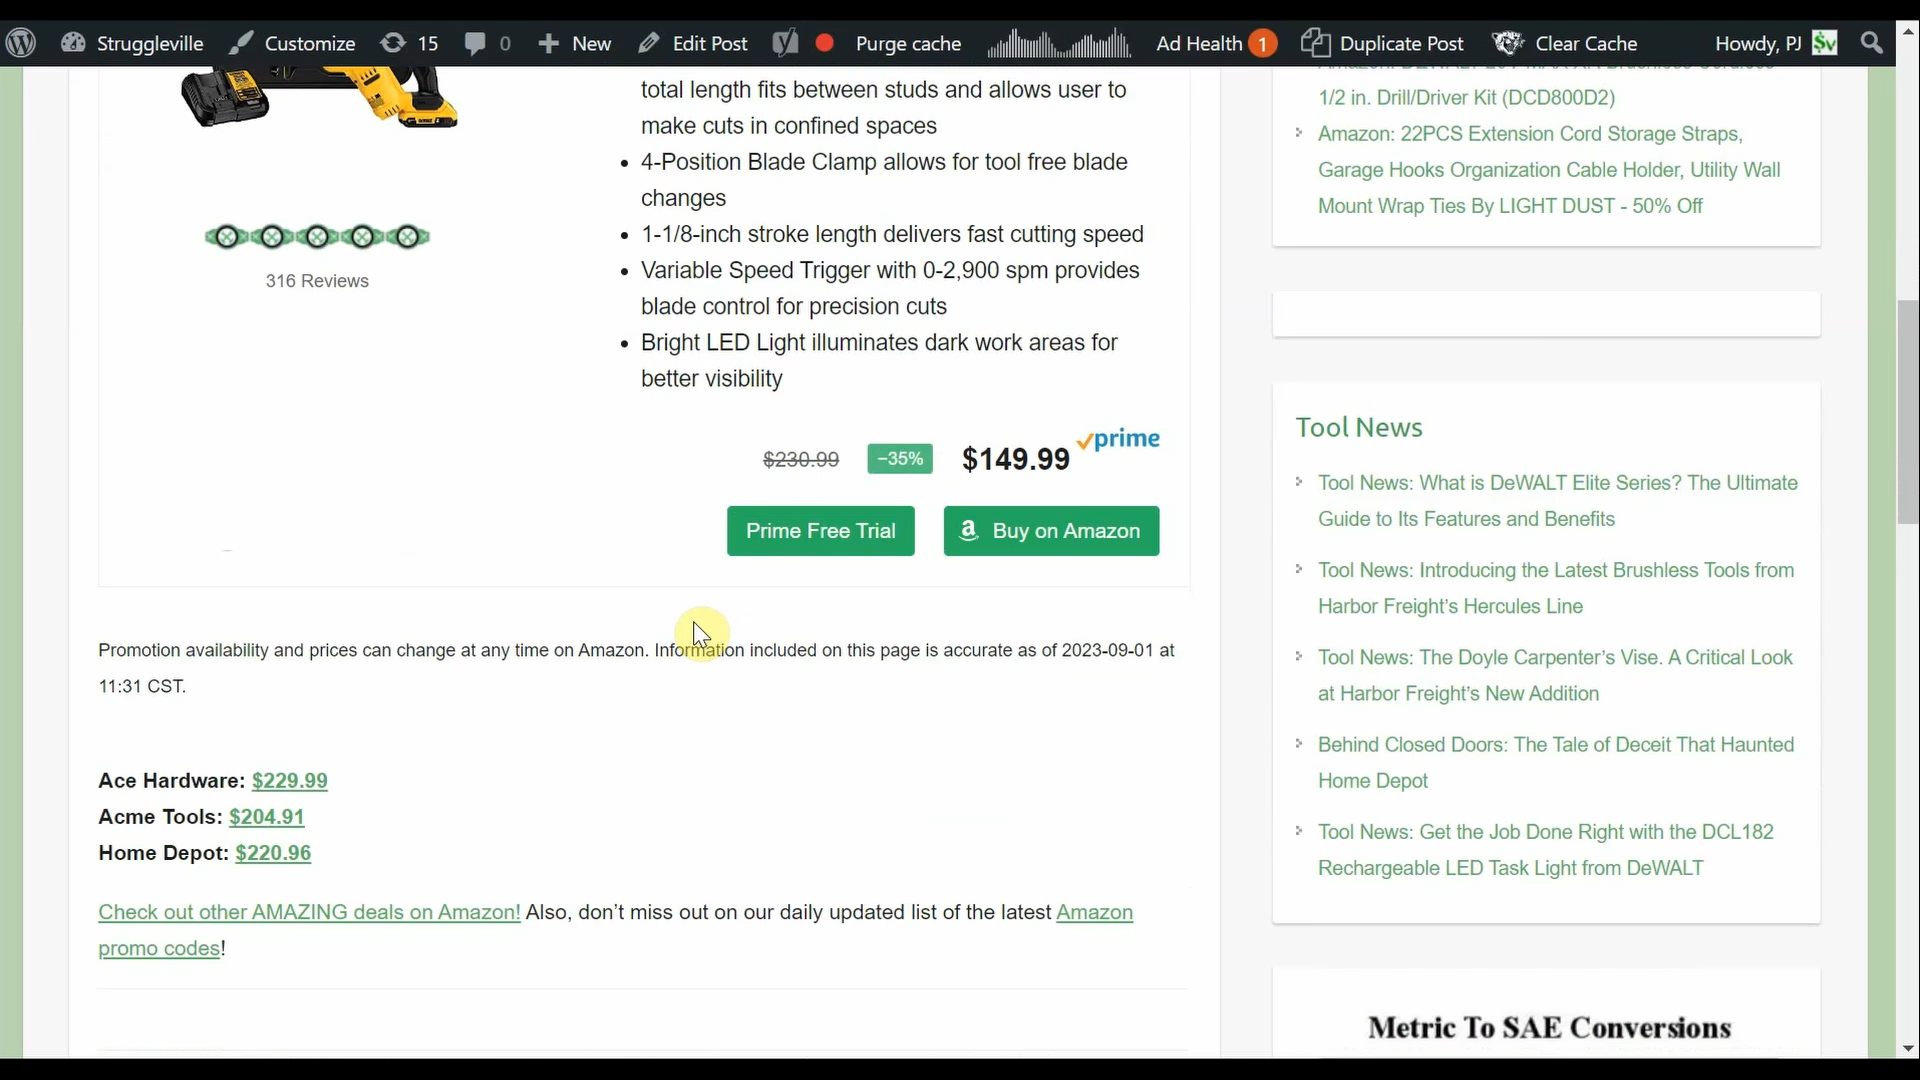 Struggleville Customize 15 0 New Edit Post Purge cache Ad Health 1 Duplicate Post Clear Cache Howdy, PJ
total length fits between studs and allows user to
make cuts in confined spaces
4-Position Blade Clamp allows for tool free blade
changes
1-1/8-inch stroke length delivers fast cutting speed
Variable Speed Trigger with 0-2,900 spm provides
blade control for precision cuts
Bright LED Light illuminates dark work areas for
better visibility
316 Reviews
$230.99 -35% $149.99 prime
Prime Free Trial
Buy on Amazon
Promotion availability and prices can change at any time on Amazon. Information included on this page is accurate as of 2023-09-01 at
11:31 CST.
Ace Hardware: $229.99
Acme Tools: $204.91
Home Depot: $220.96
Check out other AMAZING deals on Amazon! Also, don’t miss out on our daily updated list of the latest Amazon
promo codes!
1/2 in. Drill/Driver Kit (DCD800D2)
Amazon: 22PCS Extension Cord Storage Straps,
Garage Hooks Organization Cable Holder, Utility Wall
Mount Wrap Ties By LIGHT DUST - 50% Off
Tool News
Tool News: What is DeWALT Elite Series? The Ultimate
Guide to Its Features and Benefits
Tool News: Introducing the Latest Brushless Tools from
Harbor Freight’s Hercules Line
Tool News: The Doyle Carpenter’s Vise. A Critical Look
at Harbor Freight’s New Addition
Behind Closed Doors: The Tale of Deceit That Haunted
Home Depot
Tool News: Get the Job Done Right with the DCL182
Rechargeable LED Task Light from DeWALT
Metric To SAE Conversions